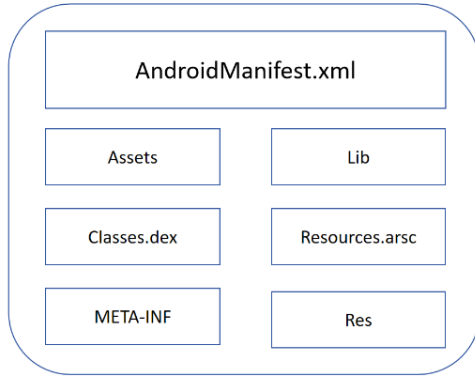 AndroidManifest.xml
Assets
Lib
Classes.dex
Resources.arsc
META-INF
Res